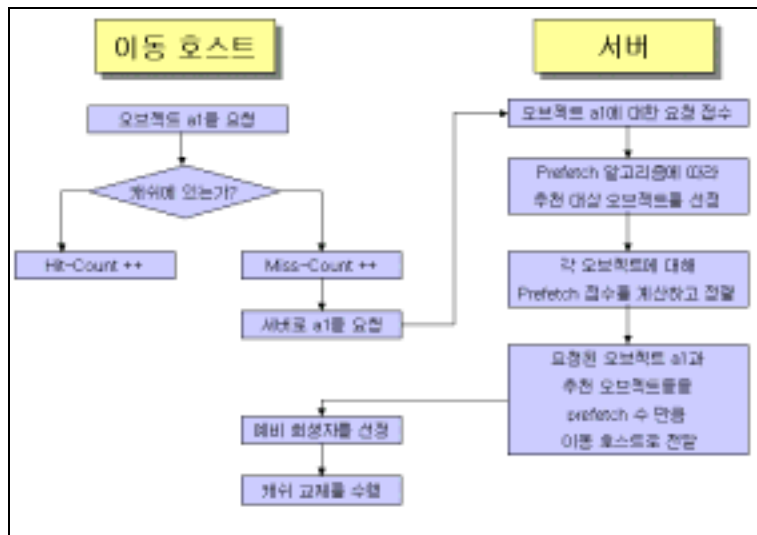 이동 호스트
오브젝트 a1을 요청
캐쉬에 있는가?
Hit-Count ++
Miss-Count ++
서버로 a1을 요청
예비 희생자를 선정
캐쉬 교체를 수행
서버
오브젝트 a1에 대한 요청 접수
Prefetch 알고리즘에 따라
추천 대상 오브젝트를 선정
각 오브젝트에 대해
Prefetch 점수를 계산하고 정렬
요청된 오브젝트 a1과
추천 오브젝트들을
prefetch 수 만큼
이동 호스트로 전달